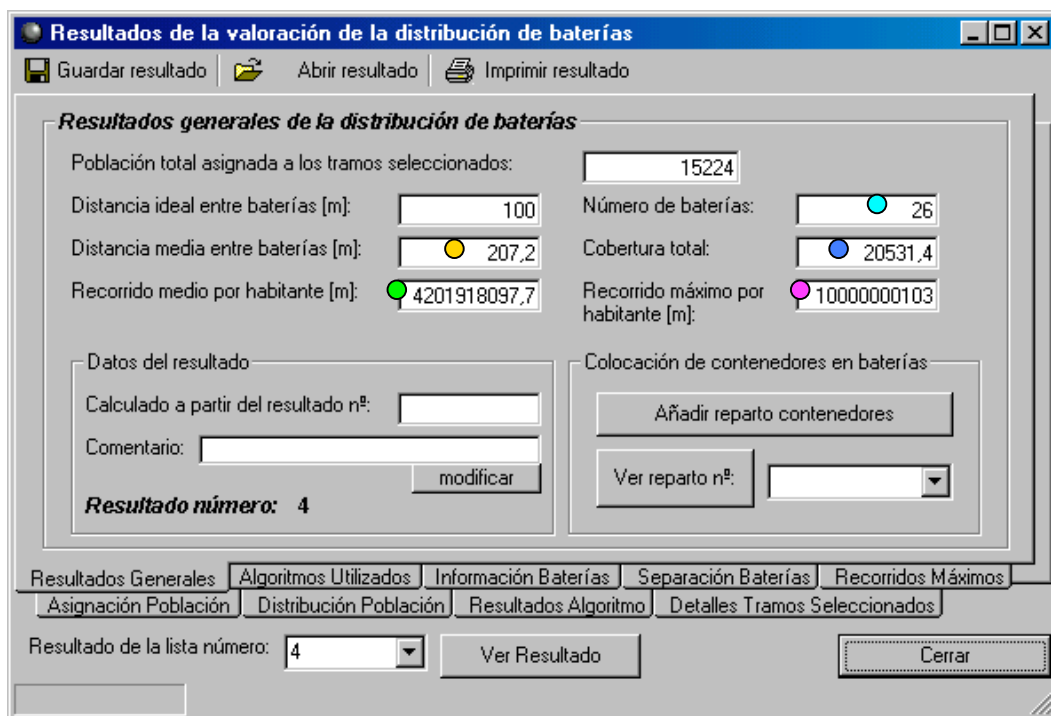 Resultados de la valoración de la distribución de baterías
Guardar resultado Abrir resultado Imprimir resultado
Resultados generales de la distribución de baterías
Población total asignada a los tramos seleccionados: 15224
Distancia ideal entre baterías [m]: 100 Número de baterías: 26
Distancia media entre baterías [m]: 207,2 Cobertura total: 20531,4
Recorrido medio por habitante [m]: 4201918097,7 Recorrido máximo por habitante [m]: 10000000103
Datos del resultado
Calculado a partir del resultado nº:
Comentario:
modificar
Resultado número: 4
Colocación de contenedores en baterías
Añadir reparto contenedores
Ver reparto nº:
Resultados Generales Algoritmos Utilizados Información Baterías Separación Baterías Recorridos Máximos
Asignación Población Distribución Población Resultados Algoritmo Detalles Tramos Seleccionados
Resultado de la lista número: 4 Ver Resultado Cerrar